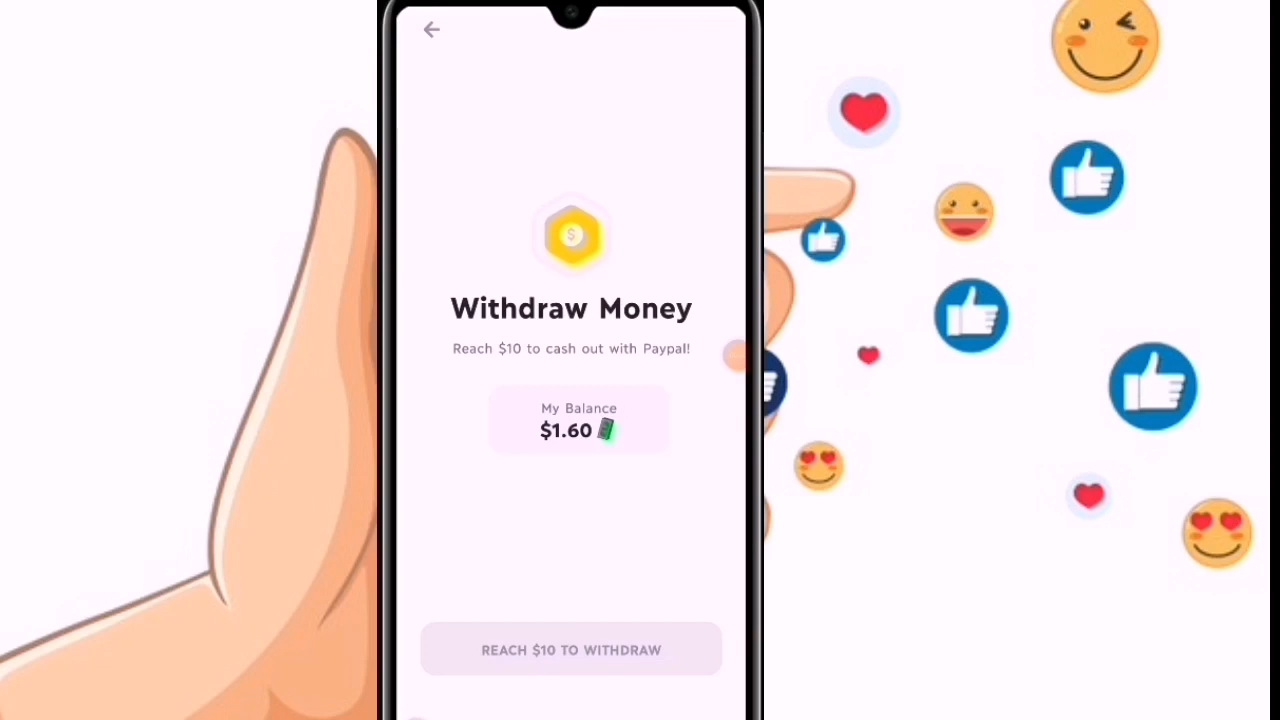 $
Withdraw Money
Reach $10 to cash out with Paypal!
My Balance
$1.60
REACH $10 TO WITHDRAW